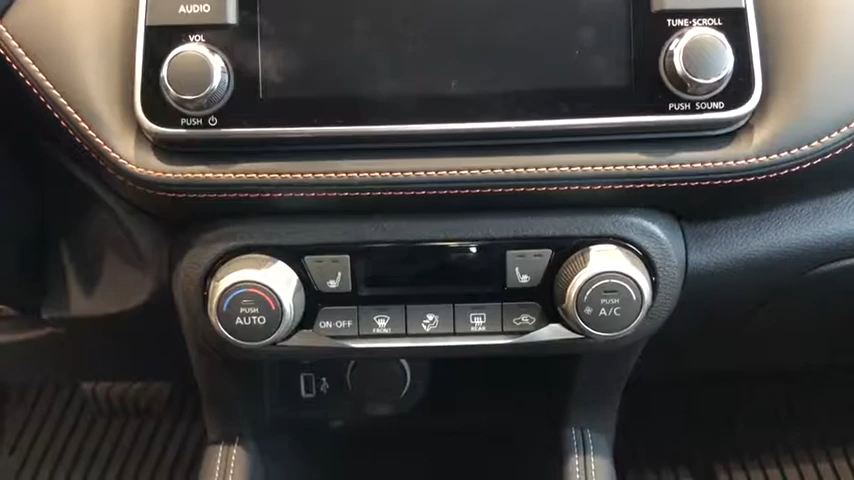 AUDIO
VOL
TUNE·SCROLL
PUSH
PUSH SOUND
PUSH
AUTO
ON·OFF
FRONT
REAR
PUSH
A/C